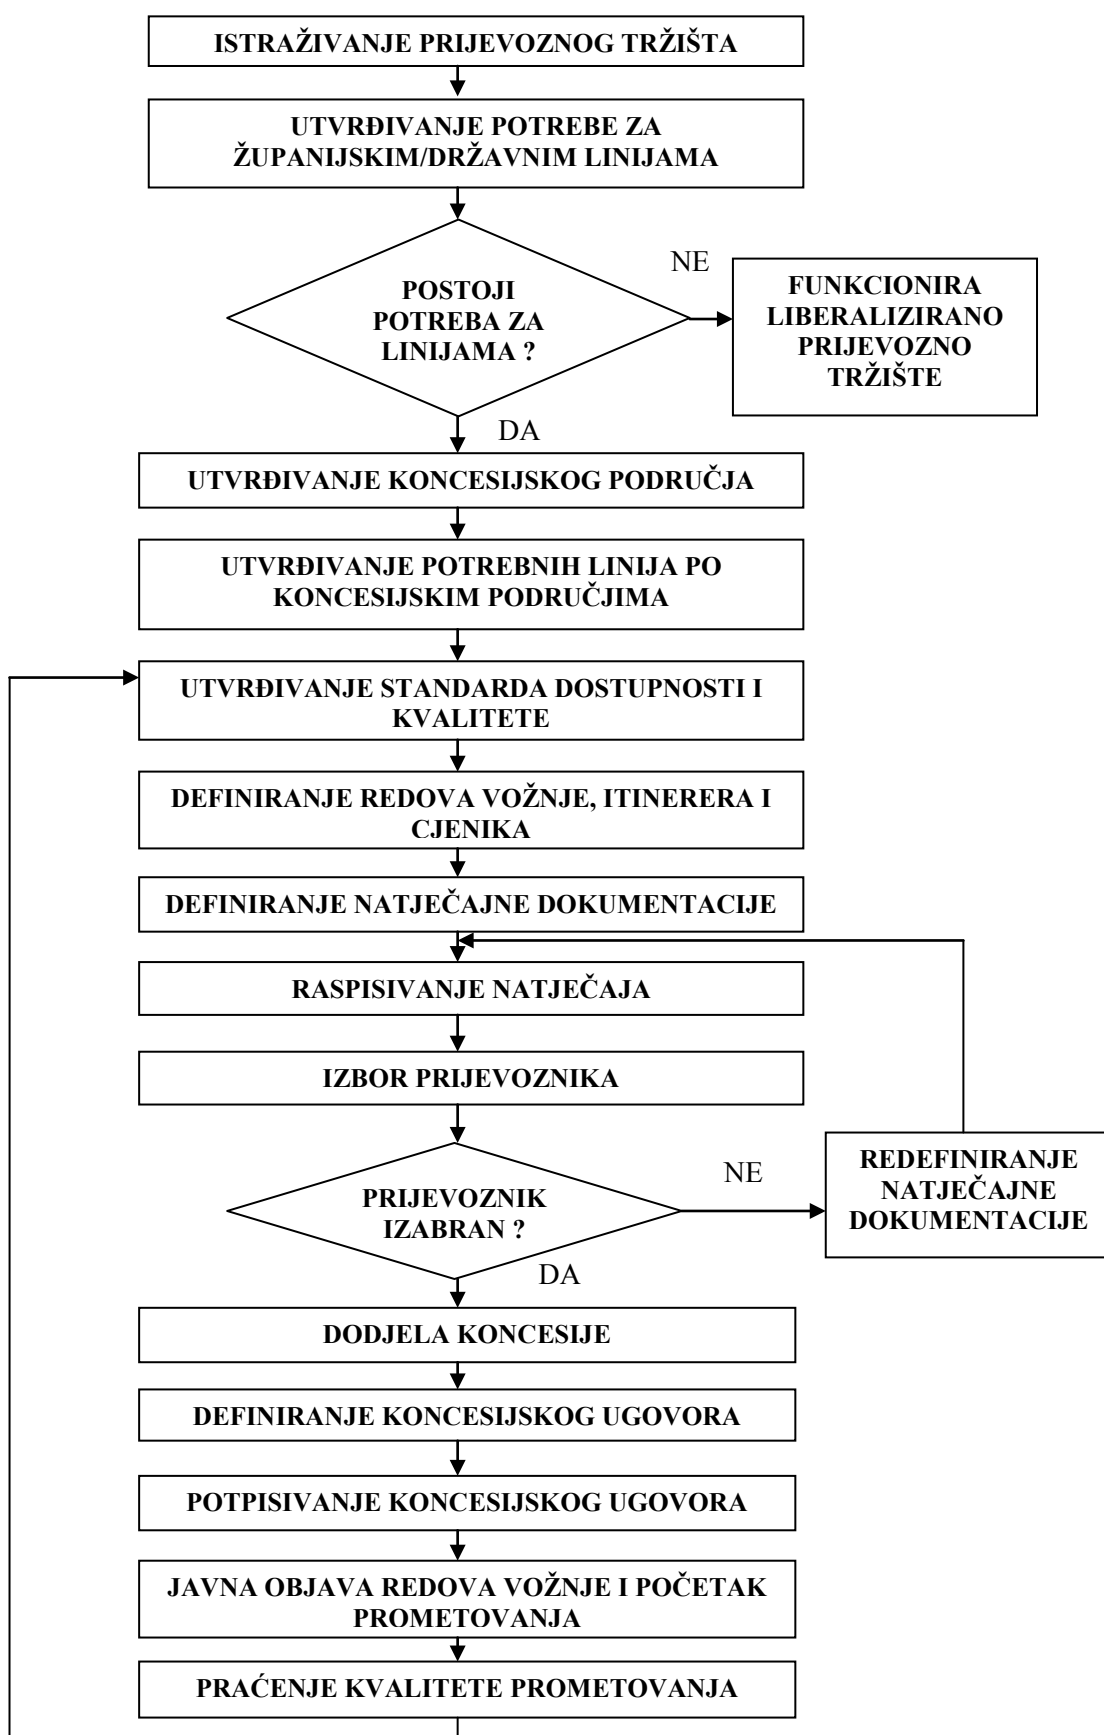 ISTRAŽIVANJE PRIJEVOZNOG TRŽIŠTA
UTVRĐIVANJE POTREBE ZA
ŽUPANIJSKIM/DRŽAVNIM LINIJAMA
POSTOJI
POTREBA ZA
LINIJAMA ?
NE
FUNKCIONIRA
LIBERALIZIRANO
PRIJEVOZNO
TRŽIŠTE
DA
UTVRĐIVANJE KONCESIJSKOG PODRUČJA
UTVRĐIVANJE POTREBNIH LINIJA PO
KONCESIJSKIM PODRUČJIMA
UTVRĐIVANJE STANDARDA DOSTUPNOSTI I
KVALITETE
DEFINIRANJE REDOVA VOŽNJE, ITINERERA I
CJENIKA
DEFINIRANJE NATJEČAJNE DOKUMENTACIJE
RASPISIVANJE NATJEČAJA
IZBOR PRIJEVOZNIKA
PRIJEVOZNIK
IZABRAN ?
NE
REDEFINIRANJE
NATJEČAJNE
DOKUMENTACIJE
DA
DODJELA KONCESIJE
DEFINIRANJE KONCESIJSKOG UGOVORA
POTPISIVANJE KONCESIJSKOG UGOVORA
JAVNA OBJAVA REDOVA VOŽNJE I POČETAK
PROMETOVANJA
PRAĆENJE KVALITETE PROMETOVANJA